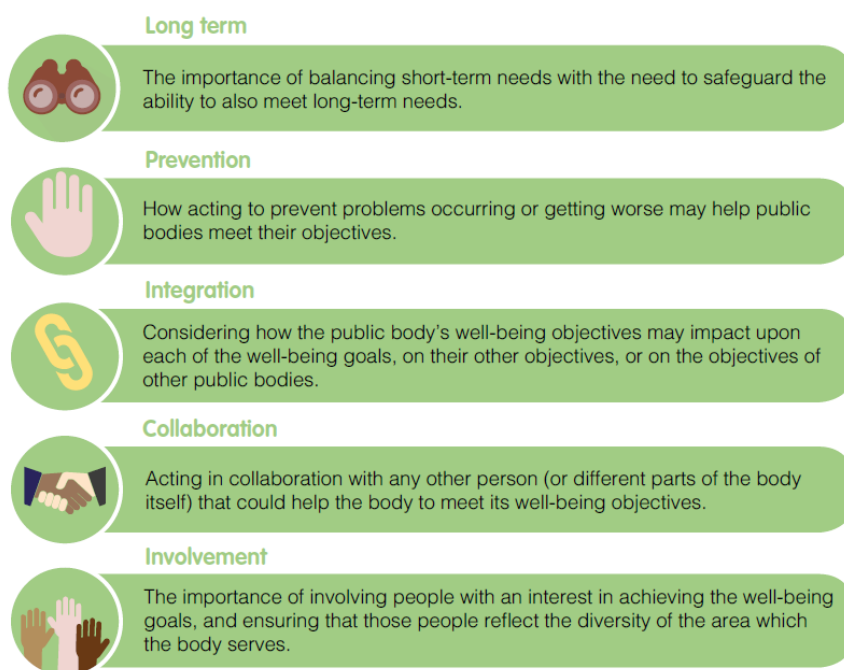 Long term
The importance of balancing short-term needs with the need to safeguard the
ability to also meet long-term needs.
Prevention
How acting to prevent problems occurring or getting worse may help public
bodies meet their objectives.
Integration
Considering how the public body’s well-being objectives may impact upon
each of the well-being goals, on their other objectives, or on the objectives of
other public bodies.
Collaboration
Acting in collaboration with any other person (or different parts of the body
itself) that could help the body to meet its well-being objectives.
Involvement
The importance of involving people with an interest in achieving the well-being
goals, and ensuring that those people reflect the diversity of the area which
the body serves.